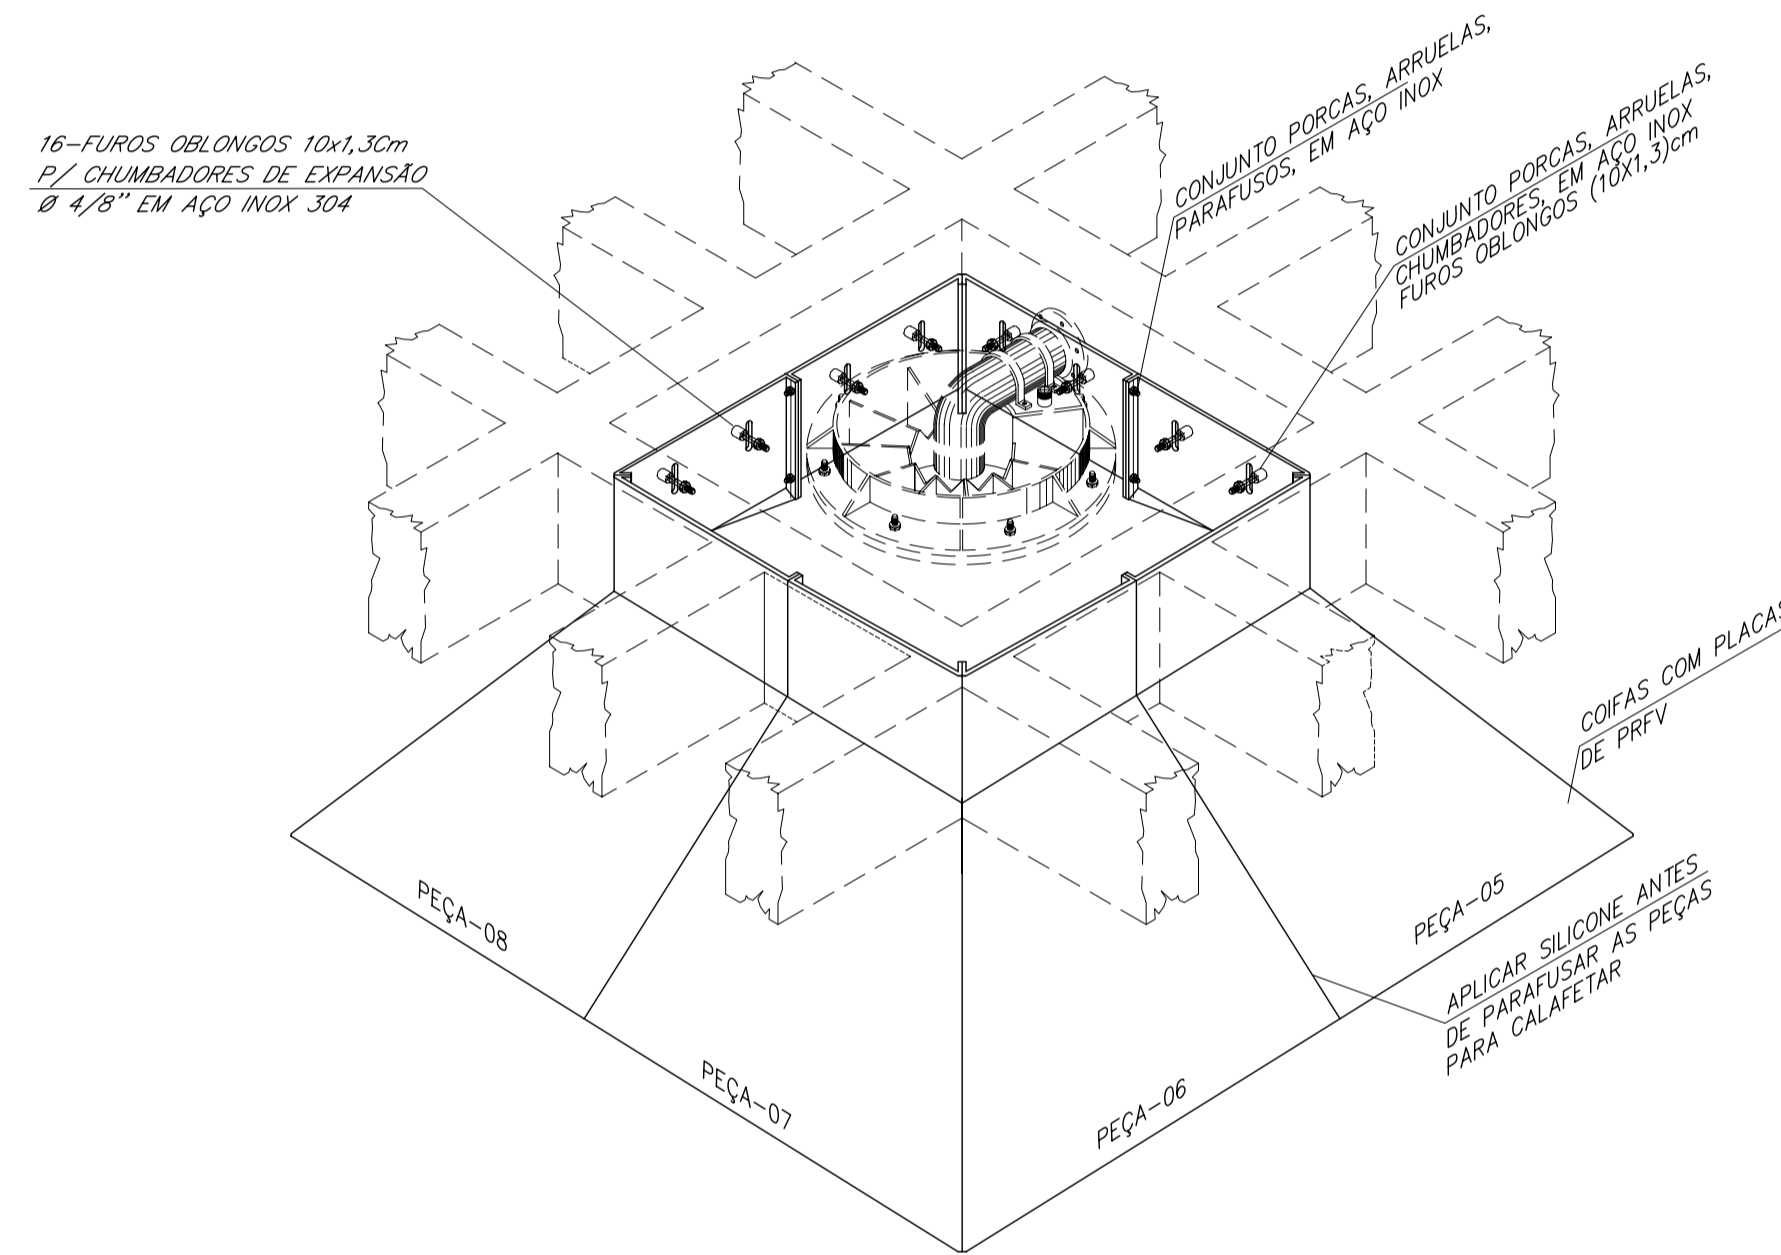 16-FUROS OBLONGOS 10x1,3Cm
P/ CHUMBADORES DE EXPANSÃO
Ø 4/8" EM AÇO INOX 304
CONJUNTO PORCAS, ARRUELAS,
PARAFUSOS, EM AÇO INOX
CONJUNTO PORCAS, ARRUELAS,
CHUMBADORES, EM AÇO INOX
FUROS OBLONGOS (10X1,3)cm
COIFAS COM PLACAS
DE PRFV
PEÇA-08
PEÇA-05
APLICAR SILICONE ANTES
DE PARAFUSAR AS PEÇAS
PARA CALAFETAR
PEÇA-07
PEÇA-06